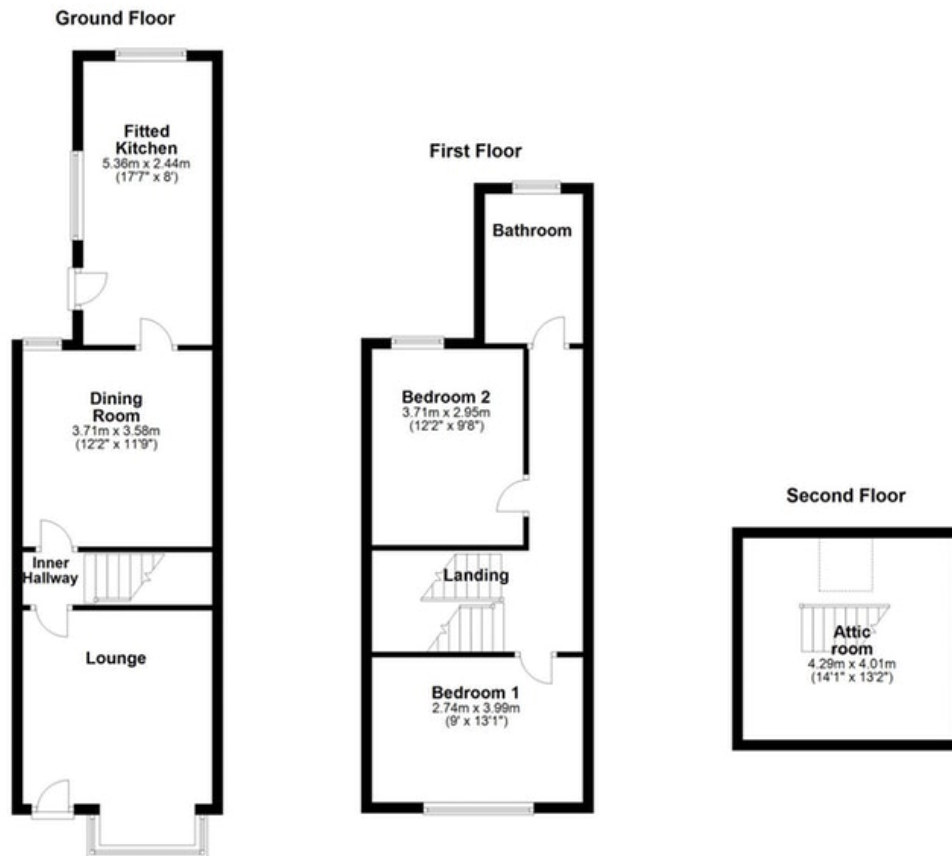 Ground Floor
Fitted
Kitchen
5.36m x 2.44m
(17'7" x 8')
Dining
Room
3.71m x 3.58m
(12'2" x 11'9")
Inner
Hallway
Lounge
First Floor
Bathroom
Bedroom 2
3.71m x 2.95m
(12'2" x 9'8")
Landing
Bedroom 1
2.74m x 3.99m
(9' x 13'1")
Second Floor
Attic
room
4.29m x 4.01m
(14'1" x 13'2")